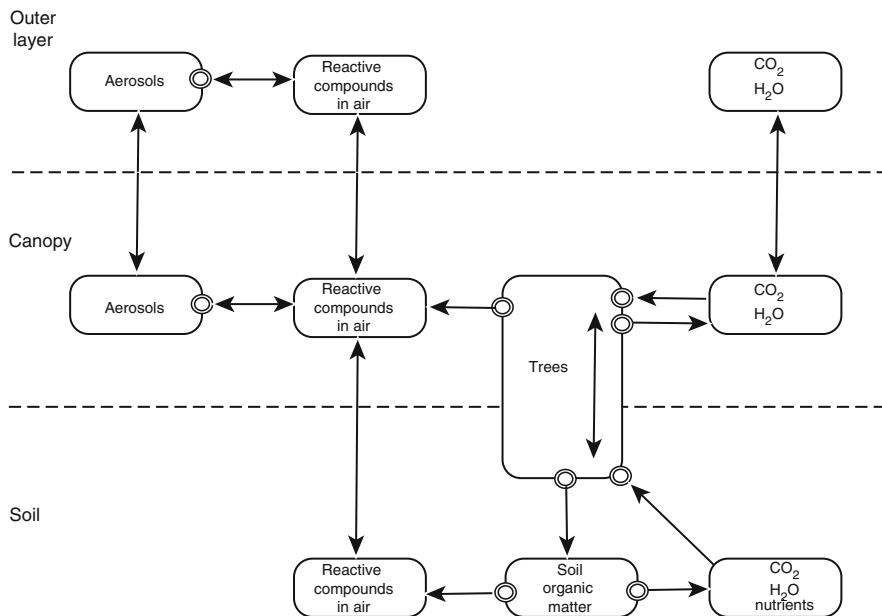 Outer
layer
Aerosols
Reactive
compounds
in air
CO₂
H₂O
Canopy
Aerosols
Reactive
compounds
in air
Trees
CO₂
H₂O
Soil
Reactive
compounds
in air
Soil
organic
matter
CO₂
H₂O
nutrients